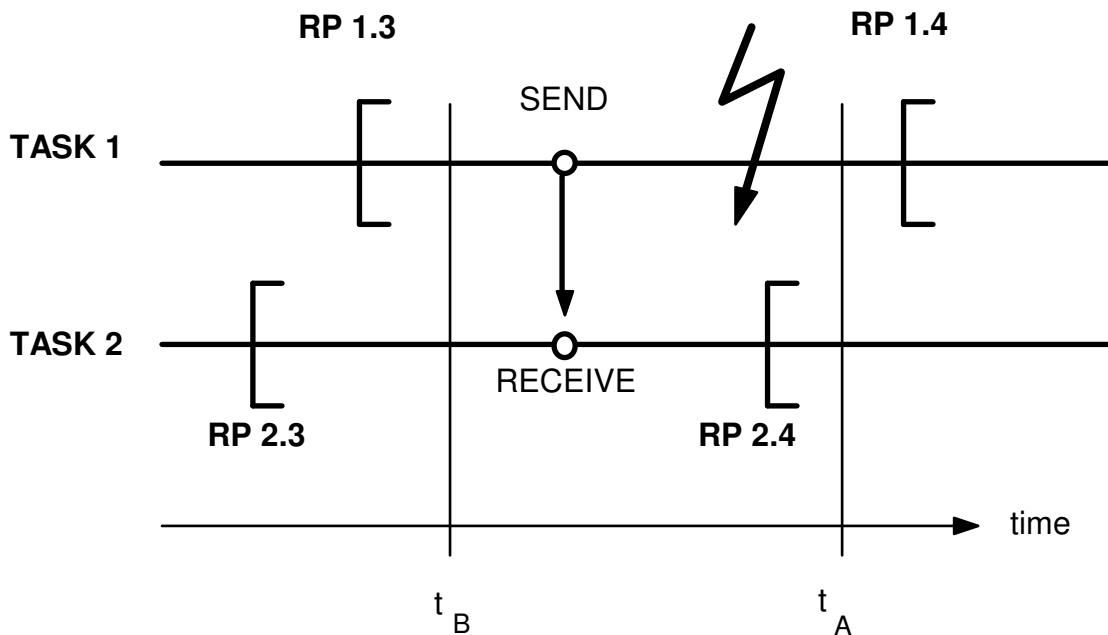 RP 1.3
RP 1.4
SEND
TASK 1
TASK 2
RECEIVE
RP 2.3
RP 2.4
time
t B
t A